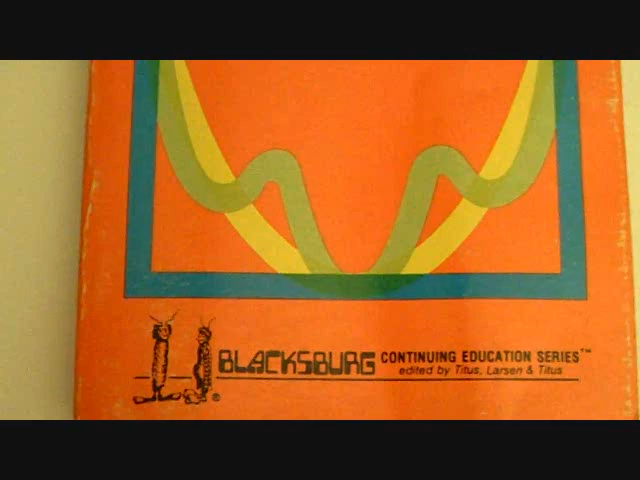 BLACKSBURG CONTINUING EDUCATION SERIES™
edited by Titus, Larsen & Titus
®